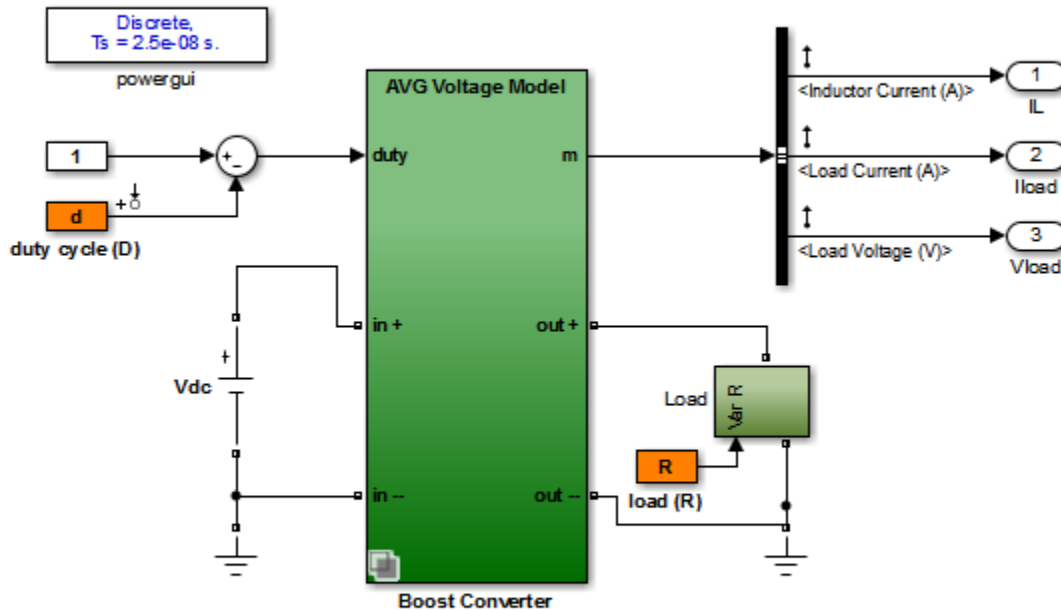 Discrete,
Ts = 2.5e-08 s.
powergui
1
+
-
d
+
duty cycle (D)
AVG Voltage Model
duty
m
in +
out +
in --
out --
Boost Converter
+
Vdc
<Inductor Current (A)>
1
IL
<Load Current (A)>
2
Iload
<Load Voltage (V)>
3
Vload
Load
Var R
R
load (R)